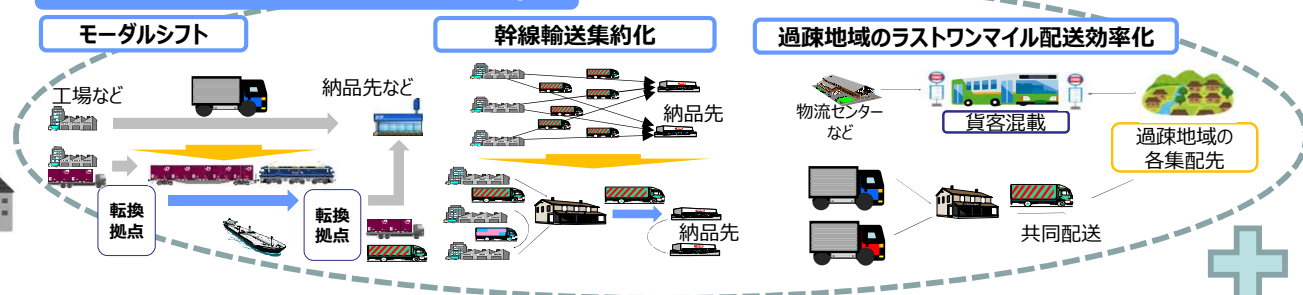 モーダルシフト
工場など
納品先など
転換
拠点
転換
拠点
幹線輸送集約化
納品先
納品先
過疎地域のラストワンマイル配送効率化
物流センター
など
貨客混載
過疎地域の
各集配先
共同配送